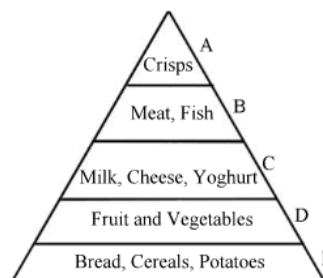 A
Crisps
B
Meat, Fish
C
Milk, Cheese, Yoghurt
D
Fruit and Vegetables
Bread, Cereals, Potatoes